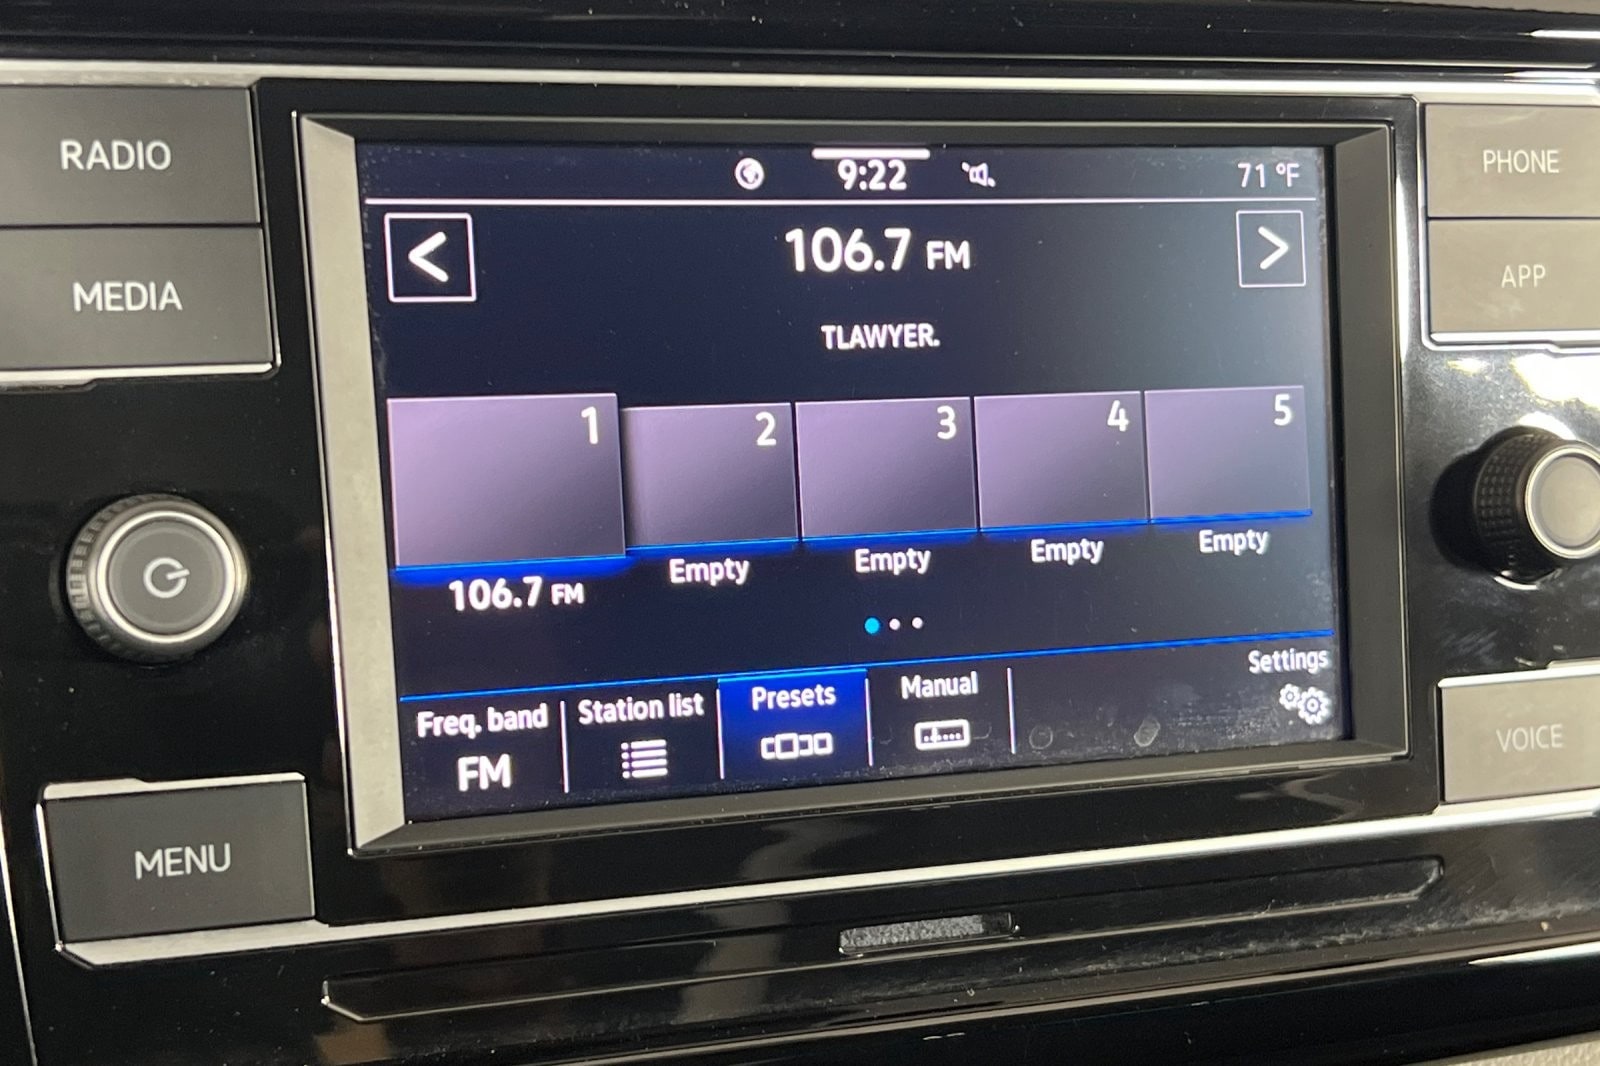 RADIO
MEDIA
MENU
9:22
71 °F
<
106.7 FM
>
TLAWYER.
1
2
3
4
5
106.7 FM
Empty
Empty
Empty
Empty
Freq. band
FM
Station list
Presets
Manual
Settings
PHONE
APP
VOICE